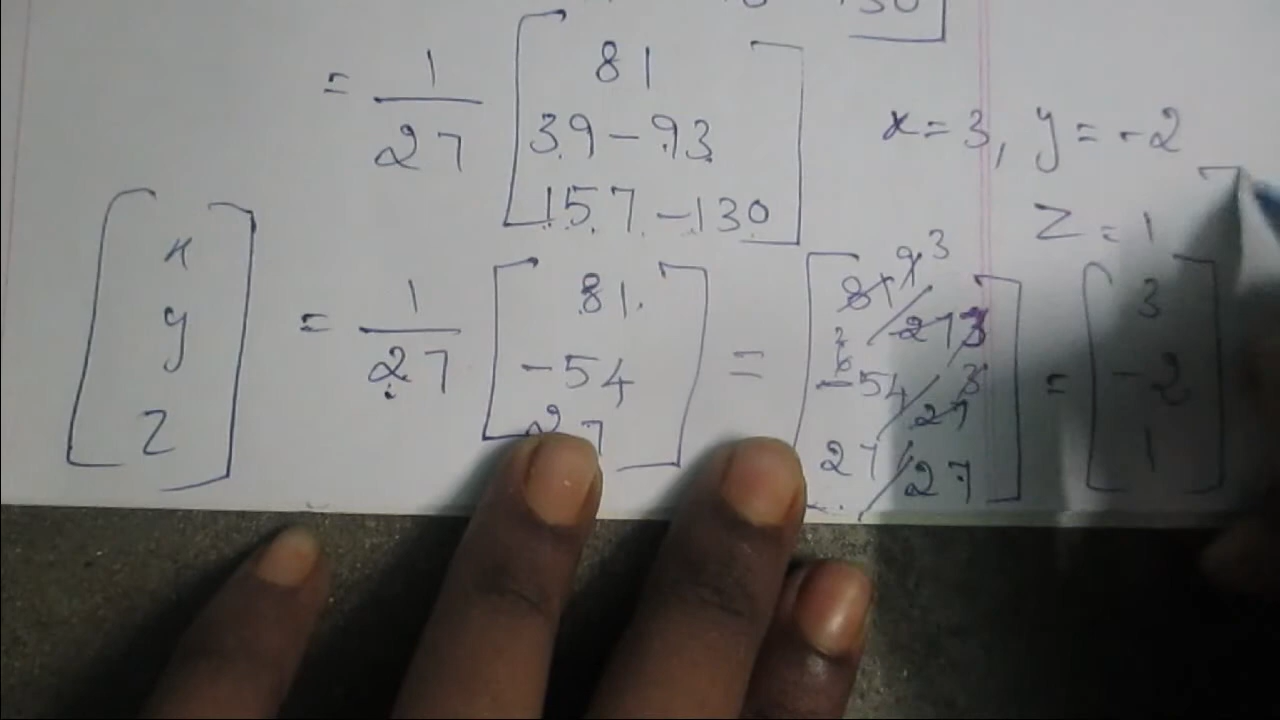 130
= 1/27 [ 81
39 - 93
157 - 130 ]
x = 3, y = -2
z = 1
[ x
y
z ] = 1/27 [ 81
-54
27 ] = [ 81/27
-54/27
27/27 ] = [ 3
-2
1 ]